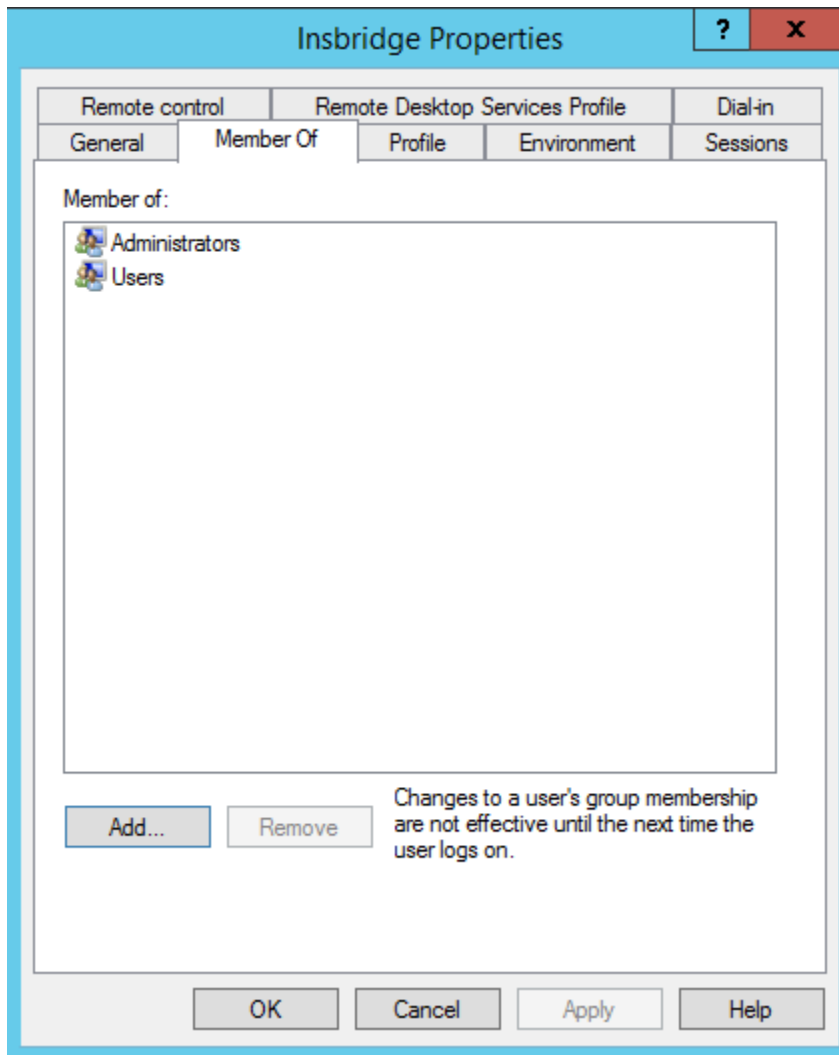 Insbridge Properties
?
x
Remote control
Remote Desktop Services Profile
Dial-in
General
Member Of
Profile
Environment
Sessions
Member of:
Administrators
Users
Add...
Remove
Changes to a user's group membership
are not effective until the next time the
user logs on.
OK
Cancel
Apply
Help